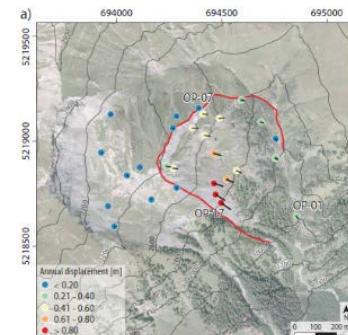 a)
694000 694500 695000
5219500
OP-07
5219000
OP-17
OP-01
5218500
Annual displacement [m]
< 0.20
0.21 - 0.40
0.41 - 0.60
0.61 - 0.80
> 0.80
N
0 100 200 m